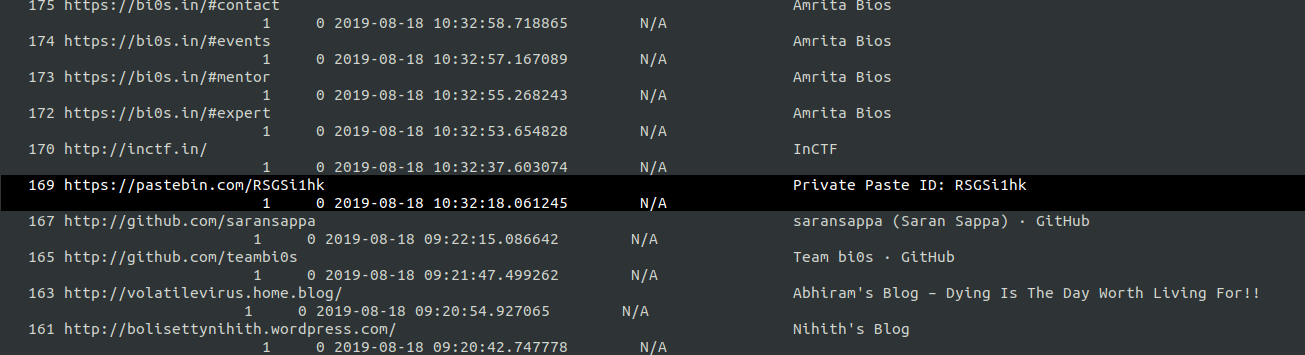 175 https://bi0s.in/#contact Amrita Bios
1 0 2019-08-18 10:32:58.718865 N/A
174 https://bi0s.in/#events Amrita Bios
1 0 2019-08-18 10:32:57.167089 N/A
173 https://bi0s.in/#mentor Amrita Bios
1 0 2019-08-18 10:32:55.268243 N/A
172 https://bi0s.in/#expert Amrita Bios
1 0 2019-08-18 10:32:53.654828 N/A
170 http://inctf.in/ InCTF
1 0 2019-08-18 10:32:37.603074 N/A
169 https://pastebin.com/RSGSi1hk Private Paste ID: RSGSi1hk
1 0 2019-08-18 10:32:18.061245 N/A
167 http://github.com/saransappa saransappa (Saran Sappa) · GitHub
1 0 2019-08-18 09:22:15.086642 N/A
165 http://github.com/teambi0s Team bi0s · GitHub
1 0 2019-08-18 09:21:47.499262 N/A
163 http://volatilevirus.home.blog/ Abhiram's Blog – Dying Is The Day Worth Living For!!
1 0 2019-08-18 09:20:54.927065 N/A
161 http://bolisettynihith.wordpress.com/ Nihith's Blog
1 0 2019-08-18 09:20:42.747778 N/A